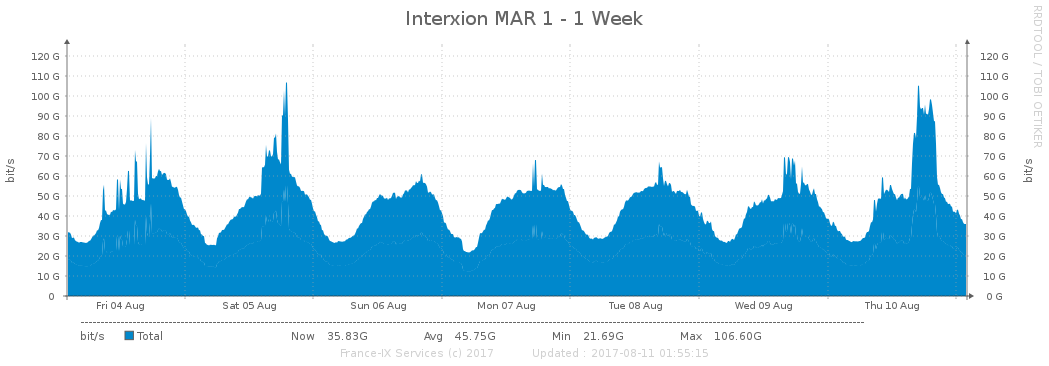 Interxion MAR 1 - 1 Week
RRDTOOL / TOBI OETIKER
bit/s
120 G 120 G
110 G 110 G
100 G 100 G
90 G 90 G
80 G 80 G
70 G 70 G
60 G 60 G
50 G 50 G
40 G 40 G
30 G 30 G
20 G 20 G
10 G 10 G
0 0 G
bit/s
Fri 04 Aug Sat 05 Aug Sun 06 Aug Mon 07 Aug Tue 08 Aug Wed 09 Aug Thu 10 Aug
bit/s Total Now 35.83G Avg 45.75G Min 21.69G Max 106.60G
France-IX Services (c) 2017 Updated : 2017-08-11 01:55:15